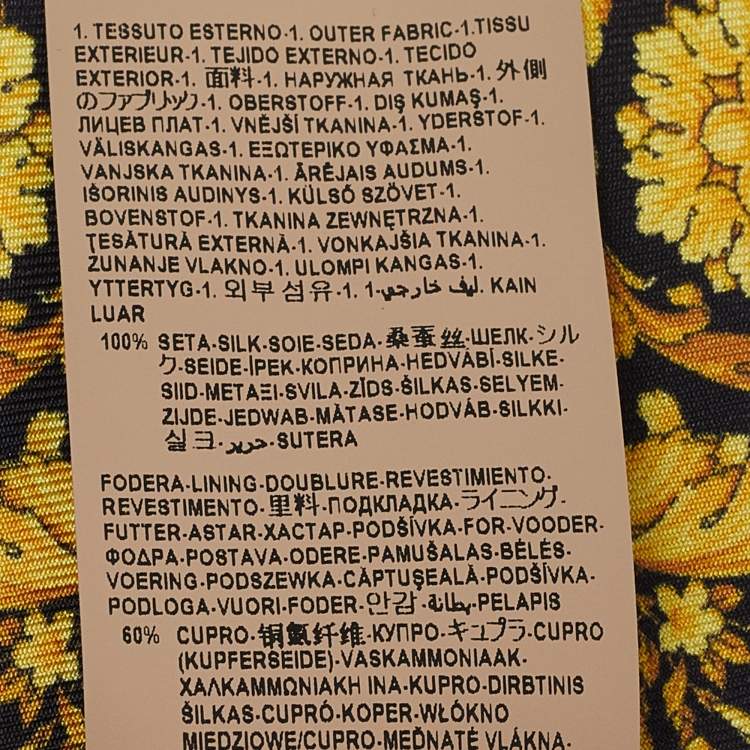 1. TESSUTO ESTERNO-1. OUTER FABRIC-1.TISSU
EXTERIEUR-1. TEJIDO EXTERNO-1. TECIDO
EXTERIOR-1. 面料-1. НАРУЖНАЯ ТКАНЬ-1. 外側
のファブリック-1. OBERSTOFF-1. DIŞ KUMAŞ-1.
ЛИЦЕВ ПЛАТ-1. VNĚJŠÍ TKANINA-1. YDERSTOF-1.
VÄLISKANGAS-1. ΕΞΩΤΕΡΙΚΟ ΥΦΑΣΜΑ-1.
VANJSKA TKANINA-1. ĀRĒJAIS AUDUMS-1.
IŠORINIS AUDINYS-1. KÜLSŐ SZÖVET-1.
BOVENSTOF-1. TKANINA ZEWNĘTRZNA-1.
ŢESĂTURĂ EXTERNĂ-1. VONKAJŠIA TKANINA-1.
ZUNANJE VLAKNO-1. ULOMPI KANGAS-1.
YTTERTYG-1. 외부 섬유-1. ليف خارجي-1. KAIN
LUAR
100% SETA-SILK-SOIE-SEDA-桑蚕丝-ШЕЛК-シル
ク-SEIDE-İPEK-КОПРИНА-HEDVÁBÍ-SILKE-
SIID-ΜΕΤΑΞΙ-SVILA-ZĪDS-ŠILKAS-SELYEM-
ZIJDE-JEDWAB-MĂTASE-HODVÁB-SILKKI-
실크-حرير-SUTERA
FODERA-LINING-DOUBLURE-REVESTIMIENTO-
REVESTIMENTO-里料-ПОДКЛАДКА-ライニング-
FUTTER-ASTAR-ХАСТАР-PODŠÍVKA-FOR-VOODER-
ΦΟΔΡΑ-POSTAVA-ODERE-PAMUŠALAS-BÉLÉS-
VOERING-PODSZEWKA-CĂPTUŞEALĂ-PODŠÍVKA-
PODLOGA-VUORI-FODER-안감-بطانة-PELAPIS
60% CUPRO-铜氨纤维-КУПРО-キュプラ-CUPRO
(KUPFERSEIDE)-VASKAMMONIAAK-
ΧΑΛΚΑΜΜΩΝΙΑΚΗ ΙΝΑ-KUPRO-DIRBTINIS
ŠILKAS-CUPRÓ-KOPER-WŁÓKNO
MIEDZIOWE/CUPRO-MEĎNATÉ VLÁKNA-